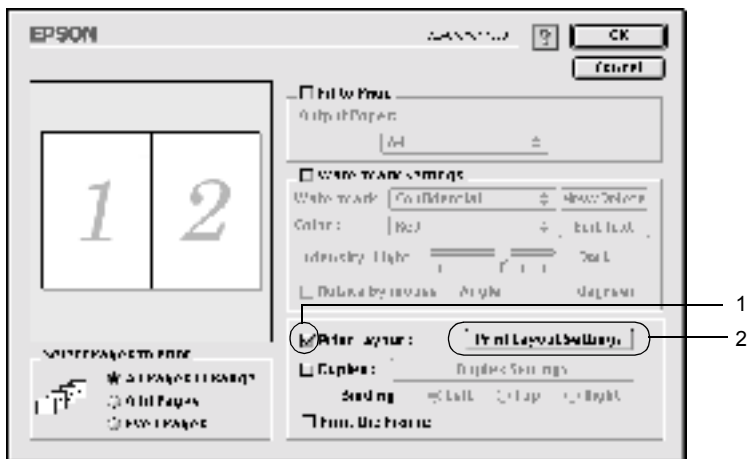 EPSON
OK
Cancel
Fit to Page
Output Paper:
A4
Watermark Settings
Watermark Confidential New/Delete
Color: Red Edit Text
Intensity Light Dark
Rotate by mouse Angle degrees
1 2
1
Print Layout: Print Layout Settings
2
Select Pages to Print
Duplex: Duplex Settings
All Pages in Range
Binding Left Top Right
Odd Pages
Even Pages
Print the Frame